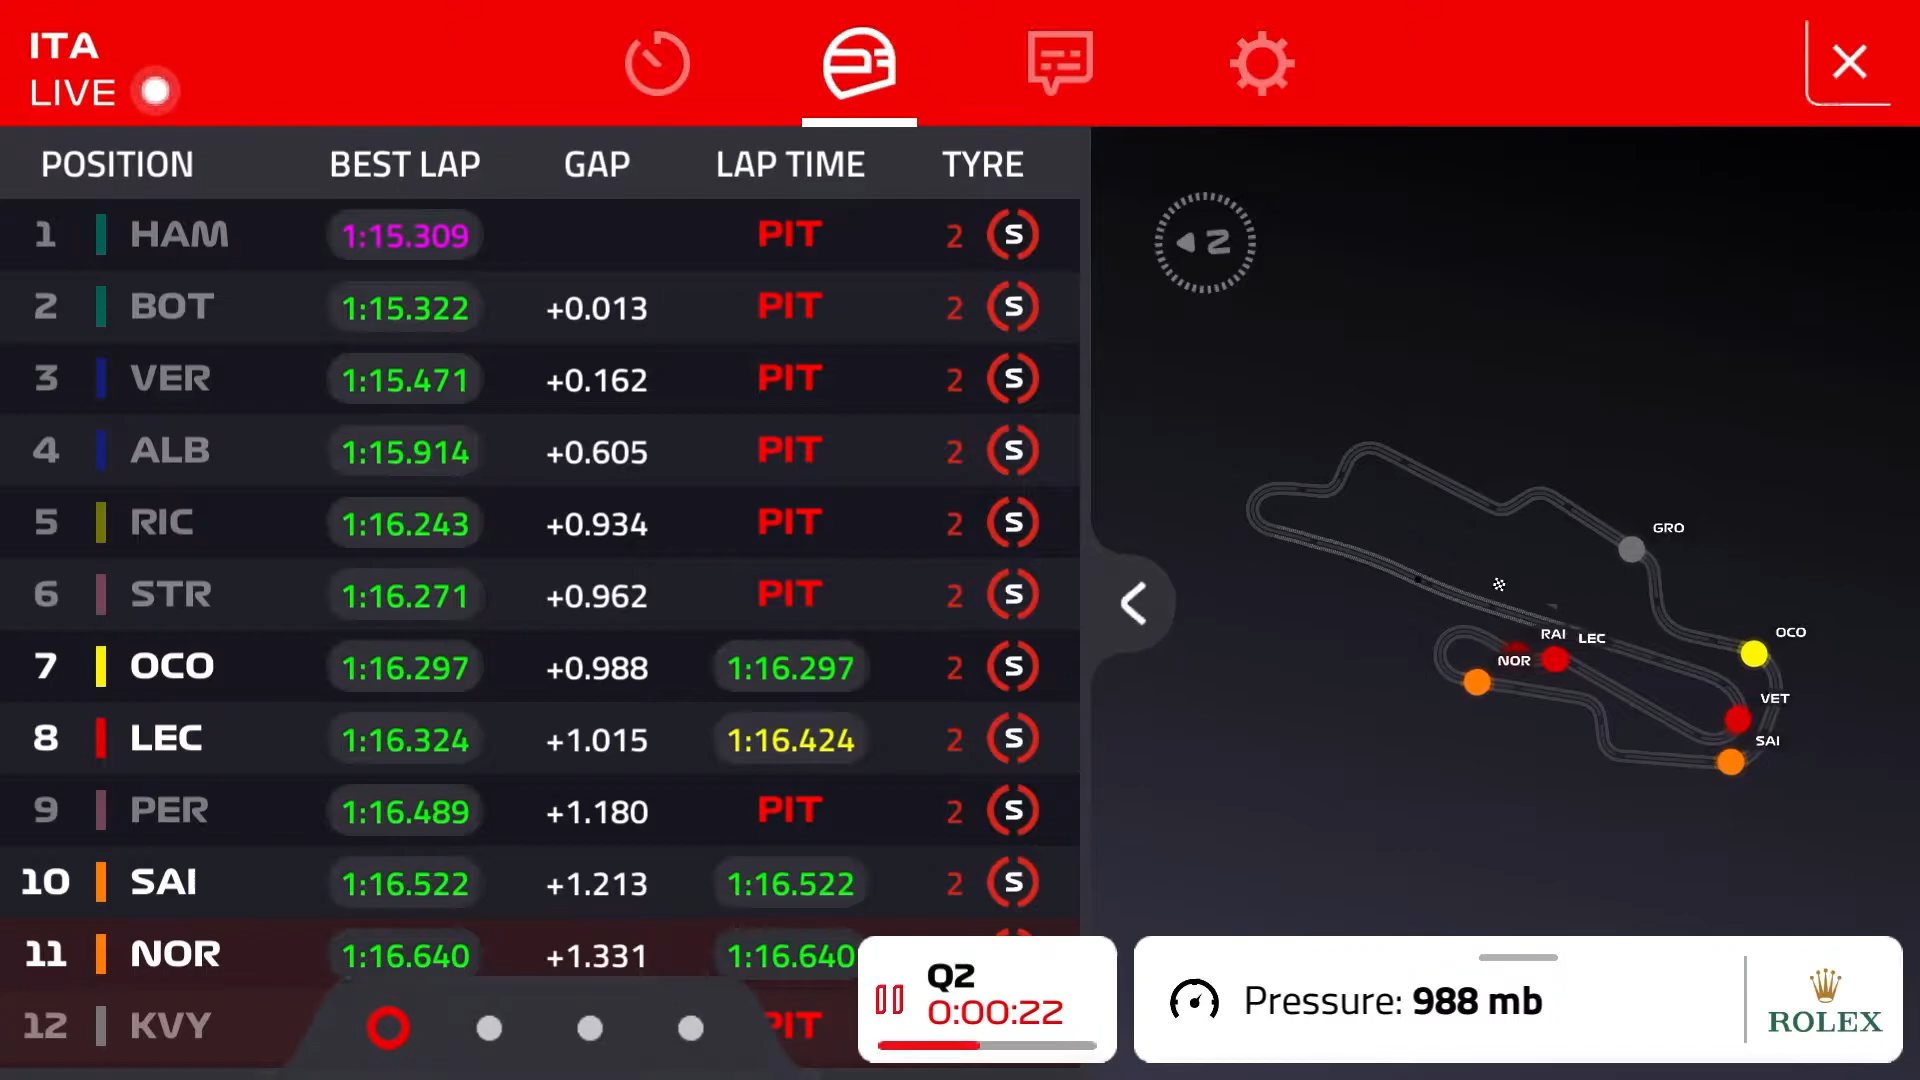 ITA
LIVE
POSITION BEST LAP GAP LAP TIME TYRE
1 HAM 1:15.309 PIT 2 S
2 BOT 1:15.322 +0.013 PIT 2 S
3 VER 1:15.471 +0.162 PIT 2 S
4 ALB 1:15.914 +0.605 PIT 2 S
5 RIC 1:16.243 +0.934 PIT 2 S
6 STR 1:16.271 +0.962 PIT 2 S
7 OCO 1:16.297 +0.988 1:16.297 2 S
8 LEC 1:16.324 +1.015 1:16.424 2 S
9 PER 1:16.489 +1.180 PIT 2 S
10 SAI 1:16.522 +1.213 1:16.522 2 S
11 NOR 1:16.640 +1.331 1:16.640
12 KVY PIT
2
GRO
OCO
RAI LEC
NOR
VET
SAI
Q2
0:00:22
Pressure: 988 mb
ROLEX